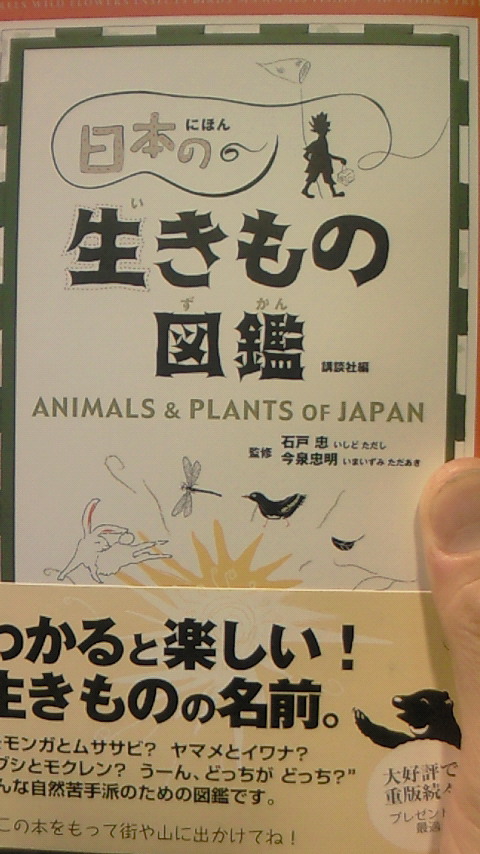 WILD FLOWERS INSECTS BIRDS
にほん
日本の
い
生きもの
ずかん
図鑑
講談社編
ANIMALS & PLANTS OF JAPAN
監修
石戸 忠 いしど ただし
今泉忠明 いまいずみ ただあき
わかると楽しい！
生きものの名前。
モンガとムササビ？ ヤマメとイワナ？
ブシとモクレン？ うーん、どっちが どっち？”
んな自然苦手派のための図鑑です。
この本をもって街や山に出かけてね！
大好評で
重版続々
プレゼント
最適